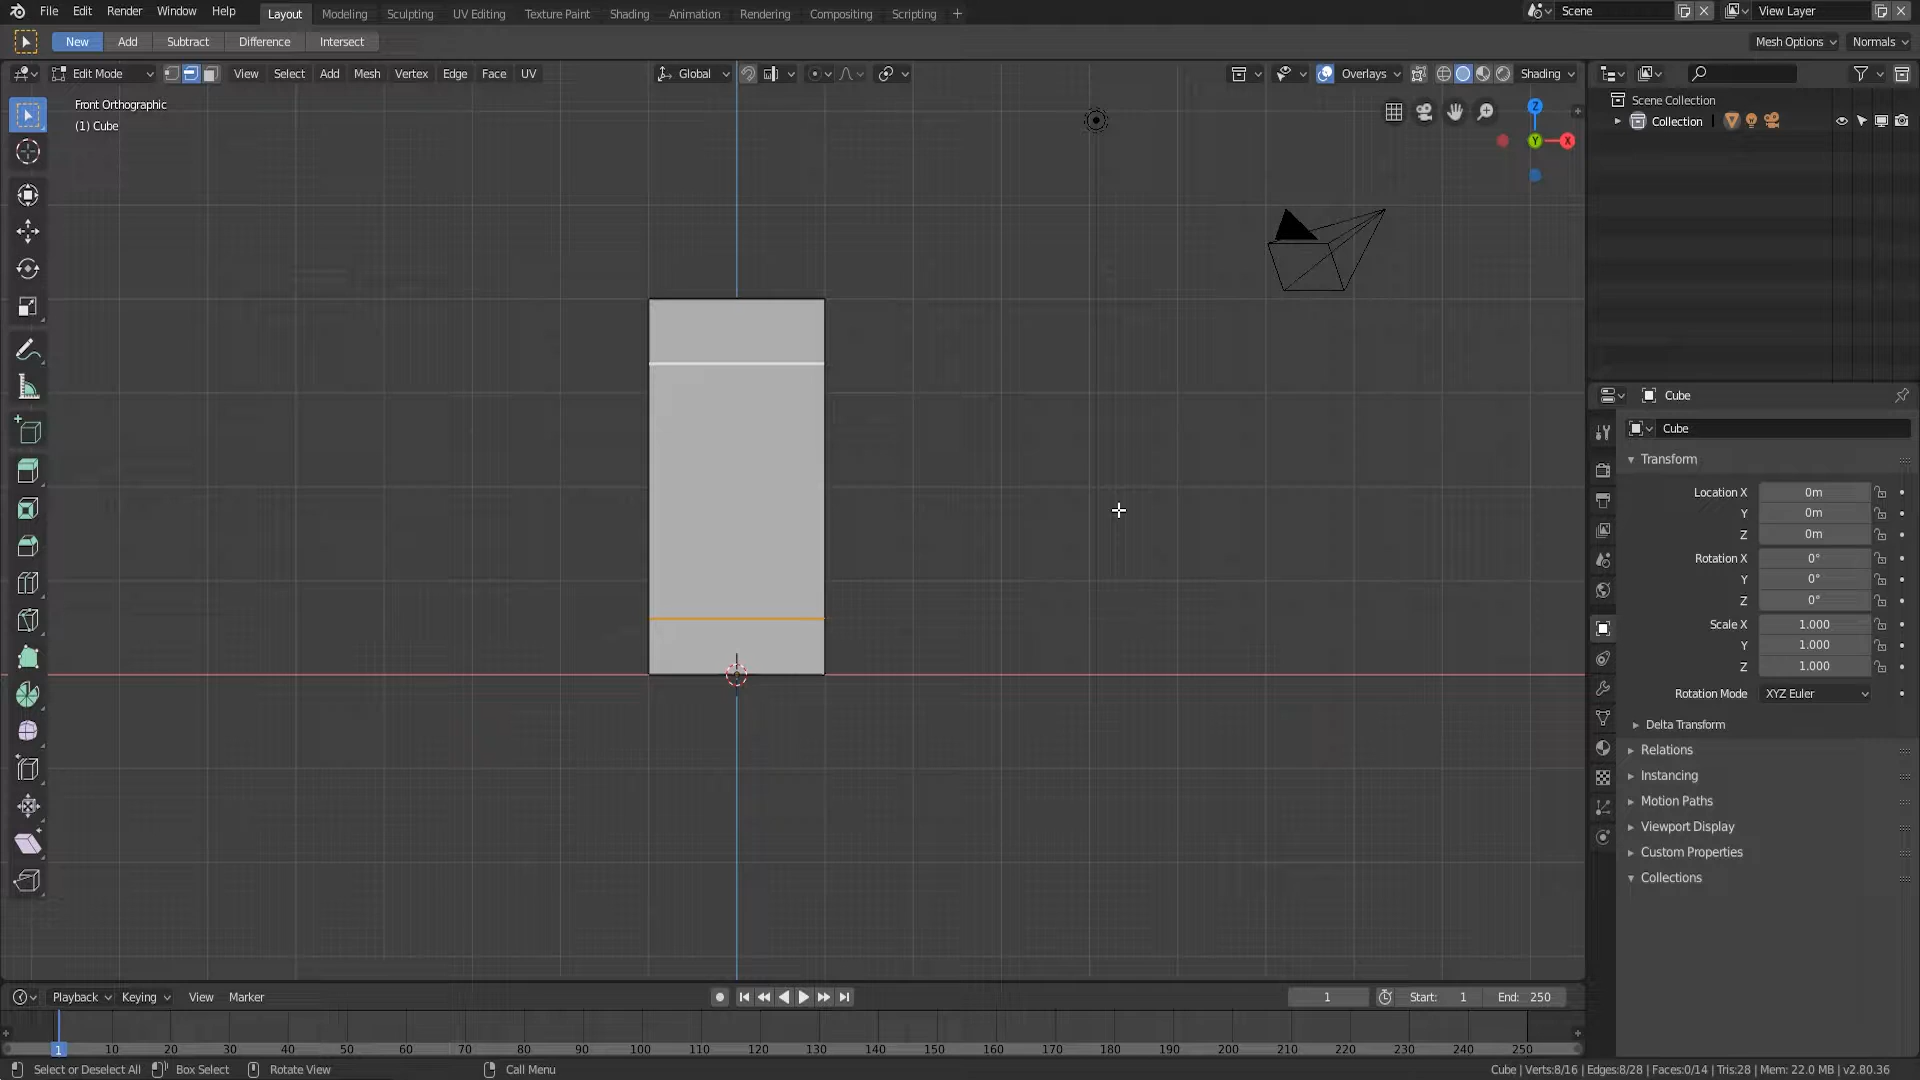 File Edit Render Window Help Layout Modeling Sculpting UV Editing Texture Paint Shading Animation Rendering Compositing Scripting + Scene View Layer
New Add Subtract Difference Intersect Mesh Options Normals
Edit Mode View Select Add Mesh Vertex Edge Face UV Global Overlays Shading
Front Orthographic
(1) Cube
Z
Y
X
Scene Collection
Collection
Cube
Cube
Transform
Location X 0m
Y 0m
Z 0m
Rotation X 0°
Y 0°
Z 0°
Scale X 1.000
Y 1.000
Z 1.000
Rotation Mode XYZ Euler
Delta Transform
Relations
Instancing
Motion Paths
Viewport Display
Custom Properties
Collections
Playback Keying View Marker 1 Start: 1 End: 250
1 10 20 30 40 50 60 70 80 90 100 110 120 130 140 150 160 170 180 190 200 210 220 230 240 250
Select or Deselect All Box Select Rotate View Call Menu Cube | Verts:8/16 | Edges:8/28 | Faces:0/14 | Tris:28 | Mem: 22.0 MB | v2.80.36